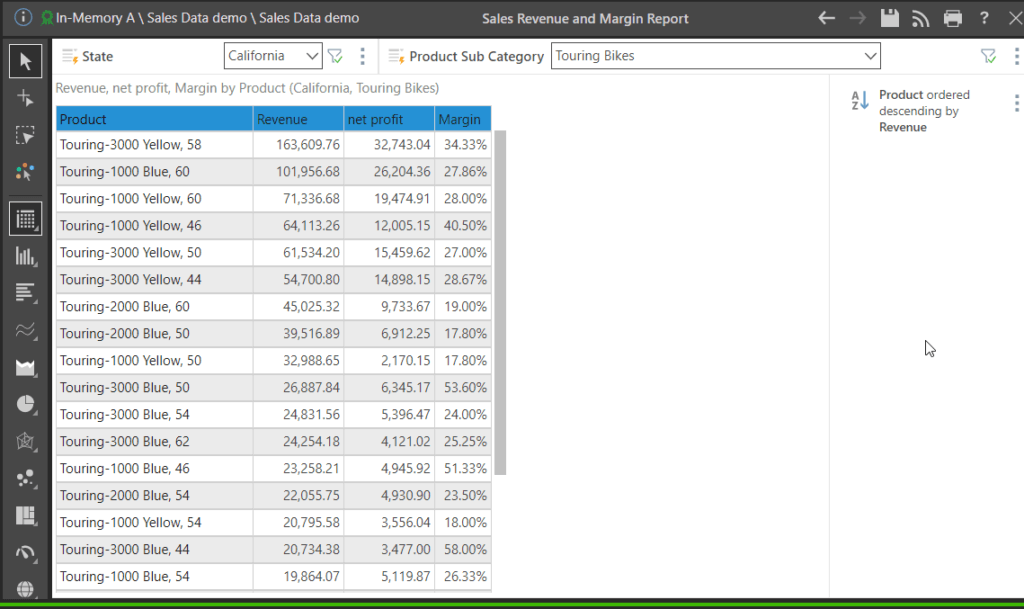 In-Memory A \ Sales Data demo \ Sales Data demo
Sales Revenue and Margin Report
?
State
California
Product Sub Category
Touring Bikes
Revenue, net profit, Margin by Product (California, Touring Bikes)
Product Revenue net profit Margin
Touring-3000 Yellow, 58 163,609.76 32,743.04 34.33%
Touring-1000 Blue, 60 101,956.68 26,204.36 27.86%
Touring-1000 Yellow, 60 71,336.68 19,474.91 28.00%
Touring-1000 Yellow, 46 64,113.26 12,005.15 40.50%
Touring-3000 Yellow, 50 61,534.20 15,459.62 27.00%
Touring-3000 Yellow, 44 54,700.80 14,898.15 28.67%
Touring-2000 Blue, 60 45,025.32 9,733.67 19.00%
Touring-2000 Blue, 50 39,516.89 6,912.25 17.80%
Touring-1000 Yellow, 50 32,988.65 2,170.15 17.80%
Touring-3000 Blue, 50 26,887.84 6,345.17 53.60%
Touring-3000 Blue, 54 24,831.56 5,396.47 24.00%
Touring-3000 Blue, 62 24,254.18 4,121.02 25.25%
Touring-1000 Blue, 46 23,258.21 4,945.92 51.33%
Touring-2000 Blue, 54 22,055.75 4,930.90 23.50%
Touring-1000 Yellow, 54 20,795.58 3,556.04 18.00%
Touring-3000 Blue, 44 20,734.38 3,477.00 58.00%
Touring-1000 Blue, 54 19,864.07 5,119.87 26.33%
A
Z
Product ordered
descending by
Revenue